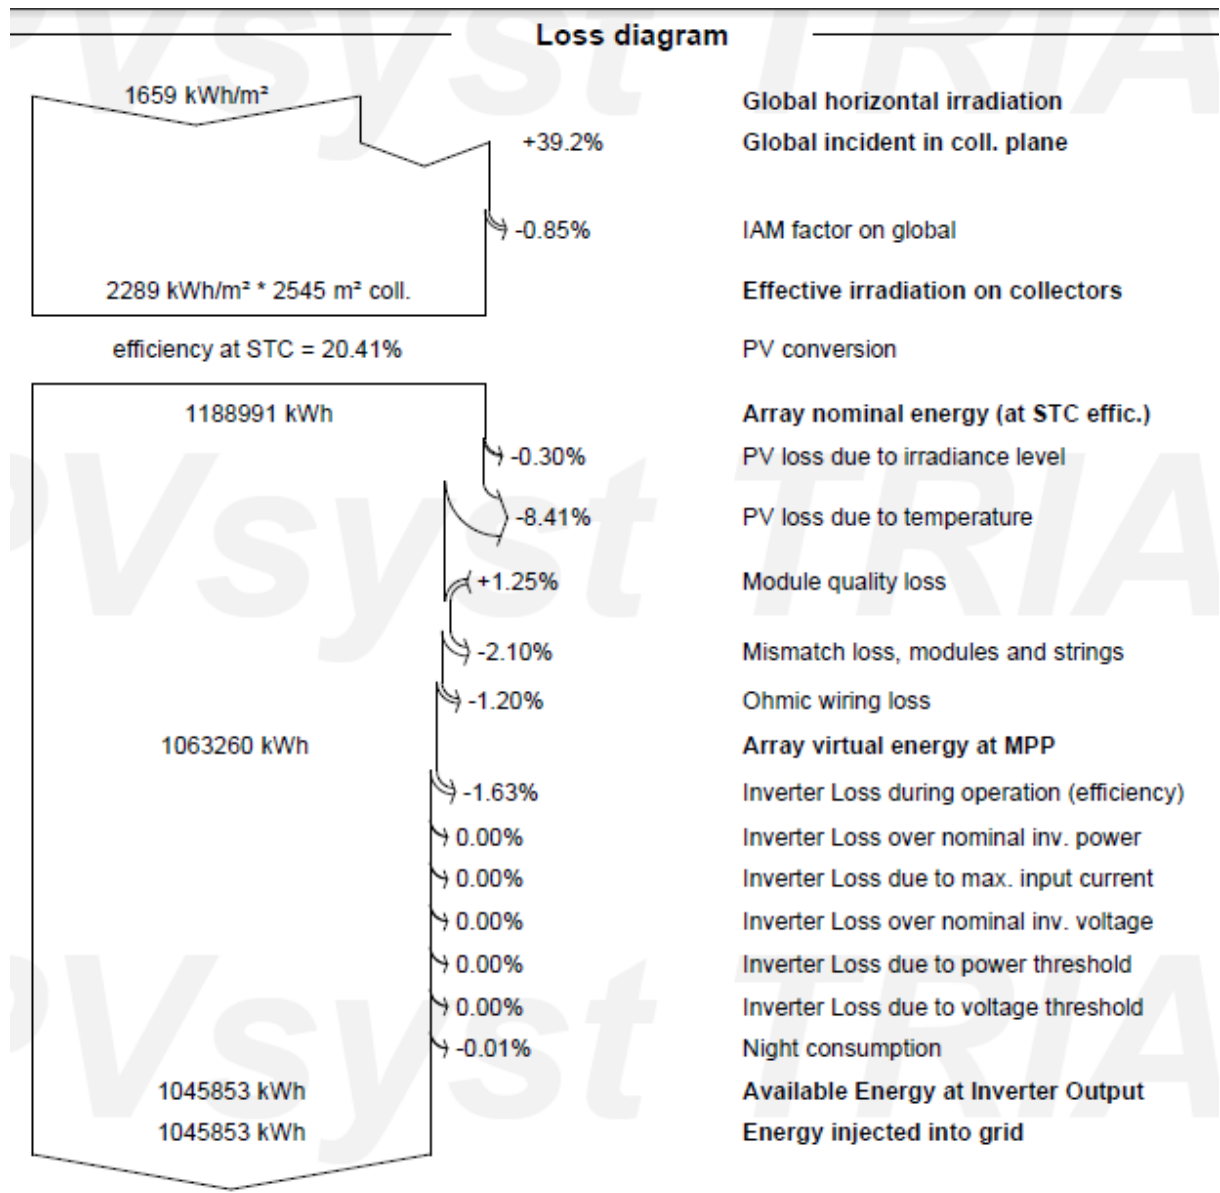 Loss diagram
1659 kWh/m² Global horizontal irradiation
+39.2% Global incident in coll. plane
-0.85% IAM factor on global
2289 kWh/m² * 2545 m² coll. Effective irradiation on collectors
efficiency at STC = 20.41% PV conversion
1188991 kWh Array nominal energy (at STC effic.)
-0.30% PV loss due to irradiance level
-8.41% PV loss due to temperature
+1.25% Module quality loss
-2.10% Mismatch loss, modules and strings
-1.20% Ohmic wiring loss
1063260 kWh Array virtual energy at MPP
-1.63% Inverter Loss during operation (efficiency)
0.00% Inverter Loss over nominal inv. power
0.00% Inverter Loss due to max. input current
0.00% Inverter Loss over nominal inv. voltage
0.00% Inverter Loss due to power threshold
0.00% Inverter Loss due to voltage threshold
-0.01% Night consumption
1045853 kWh Available Energy at Inverter Output
1045853 kWh Energy injected into grid
PVsyst TRIA
PVsyst TRIA
PVsyst TRIA